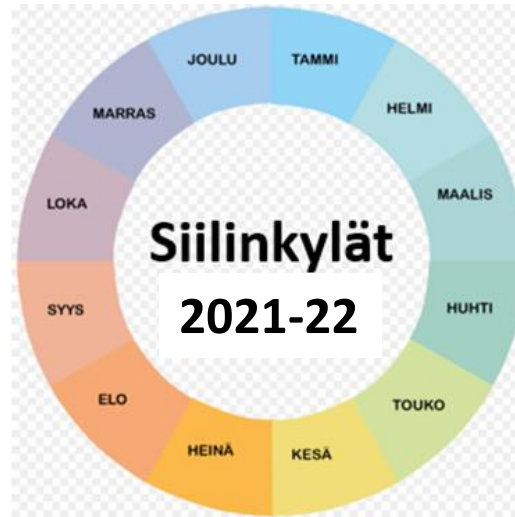 JOULU
TAMMI
HELMI
MAALIS
HUHTI
TOUKO
KESÄ
HEINÄ
ELO
SYYS
LOKA
MARRAS
Siilinkylät
2021-22